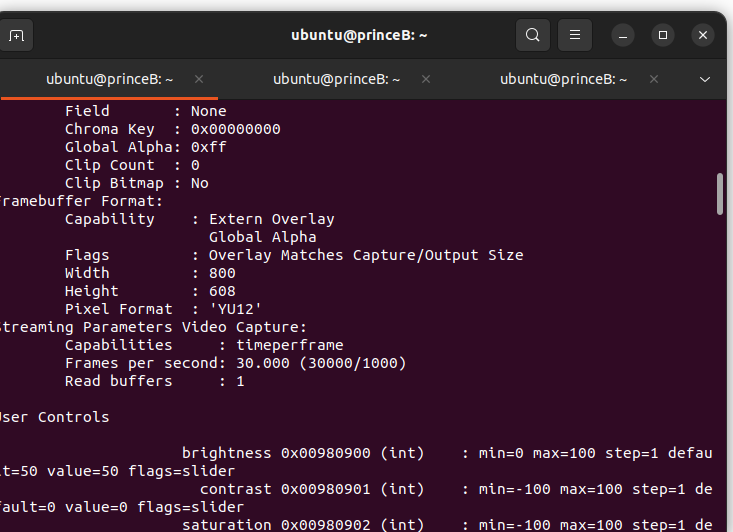 ubuntu@princeB: ~
ubuntu@princeB: ~ ubuntu@princeB: ~ ubuntu@princeB: ~
Field : None
Chroma Key : 0x00000000
Global Alpha: 0xff
Clip Count : 0
Clip Bitmap : No
ramebuffer Format:
Capability : Extern Overlay
Global Alpha
Flags : Overlay Matches Capture/Output Size
Width : 800
Height : 608
Pixel Format : 'YU12'
treaming Parameters Video Capture:
Capabilities : timeperframe
Frames per second: 30.000 (30000/1000)
Read buffers : 1
ser Controls
brightness 0x00980900 (int) : min=0 max=100 step=1 defau
lt=50 value=50 flags=slider
contrast 0x00980901 (int) : min=-100 max=100 step=1 de
fault=0 value=0 flags=slider
saturation 0x00980902 (int) : min=-100 max=100 step=1 de